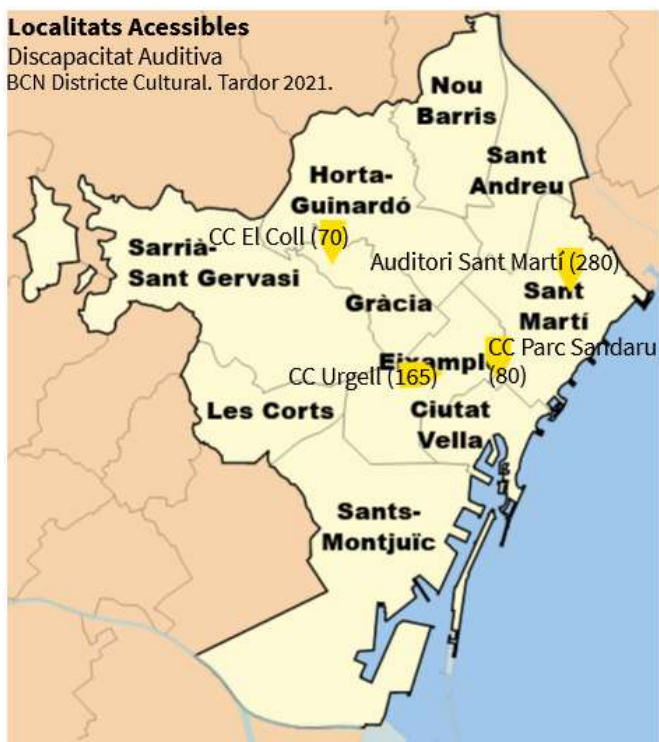 Localitats Acessibles
Discapacitat Auditiva
BCN Districte Cultural. Tardor 2021.
Nou
Barris
Sant
Andreu
Horta-
Guinardó
CC El Coll (70)
Sarrià-
Sant Gervasi
Auditori Sant Martí (280)
Gràcia
Sant
Martí
CC Parc Sandaru
(80)
Eixampl
CC Urgell (165)
Les Corts
Ciutat
Vella
Sants-
Montjuïc